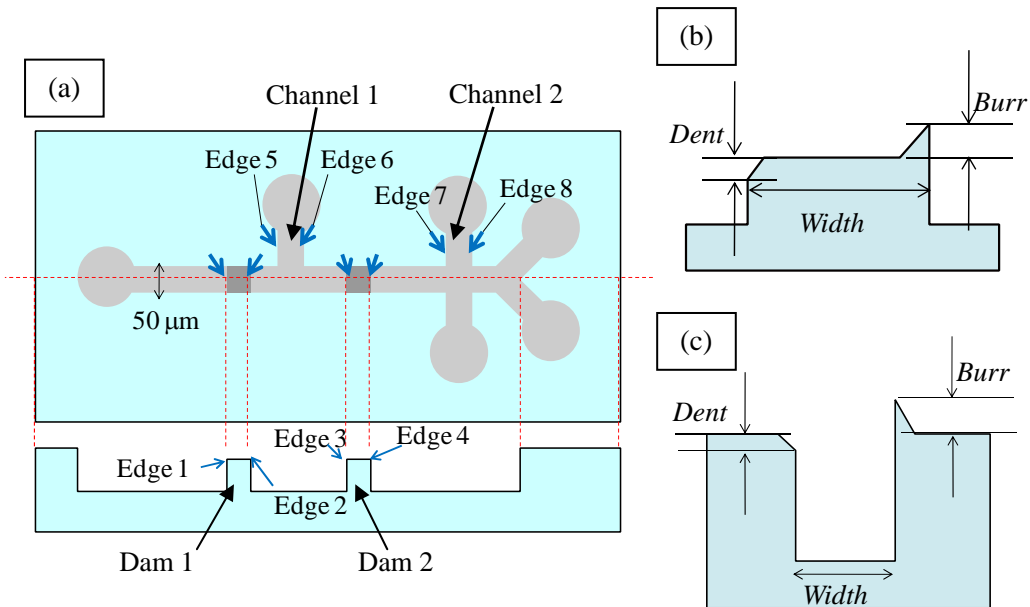 (a)
Channel 1
Channel 2
Edge 5
Edge 6
Edge 7
Edge 8
50 μm
Edge 1
Edge 2
Edge 3
Edge 4
Dam 1
Dam 2
(b)
Dent
Burr
Width
(c)
Dent
Burr
Width